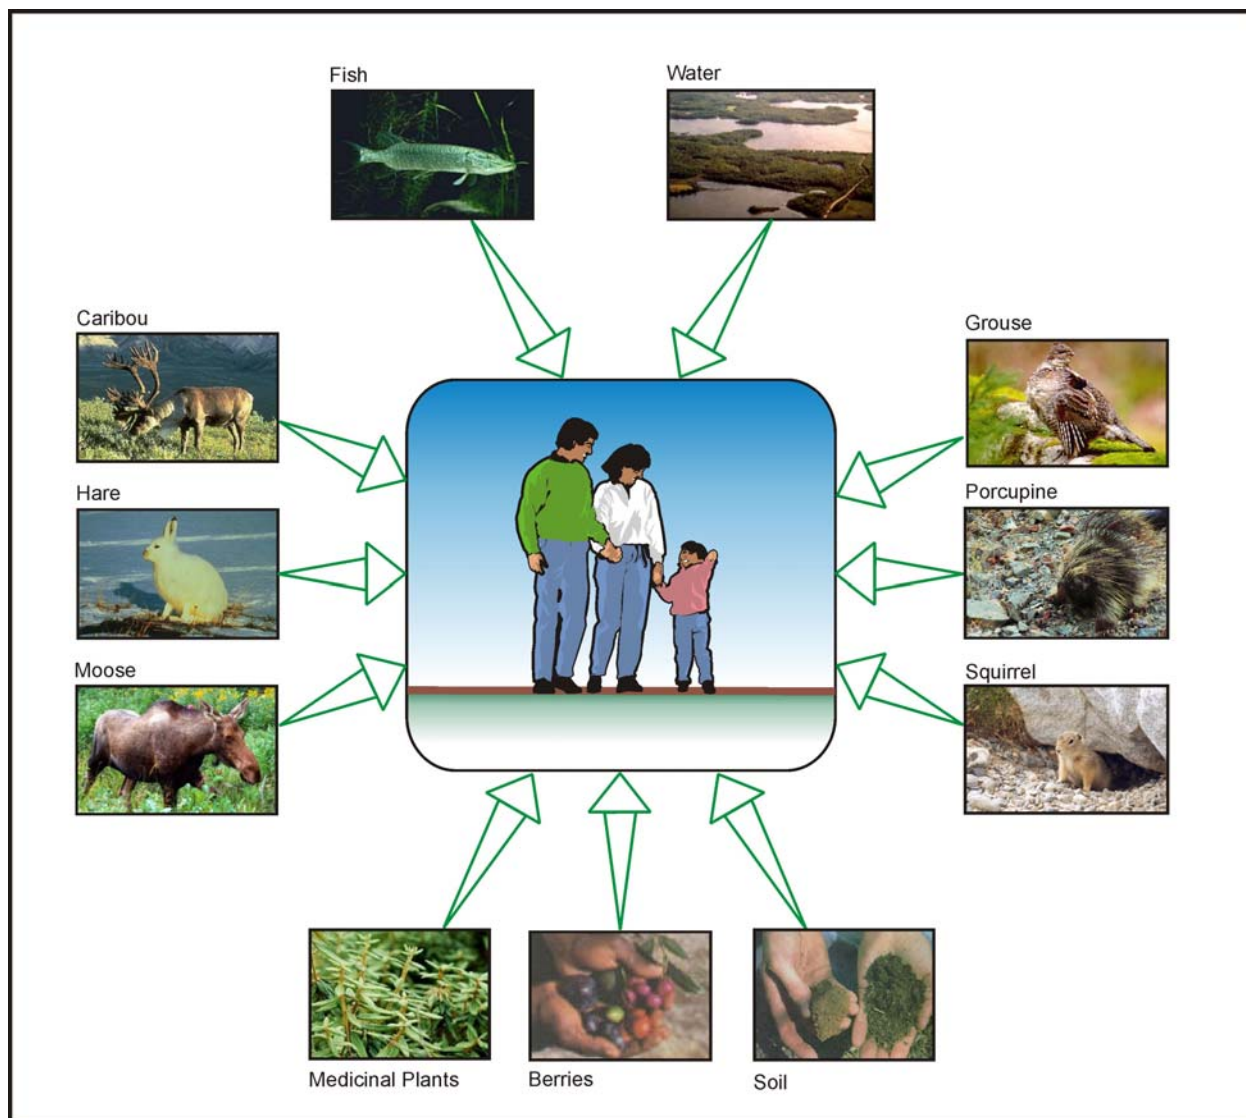 Fish
Water
Caribou
Grouse
Hare
Porcupine
Moose
Squirrel
Medicinal Plants
Berries
Soil